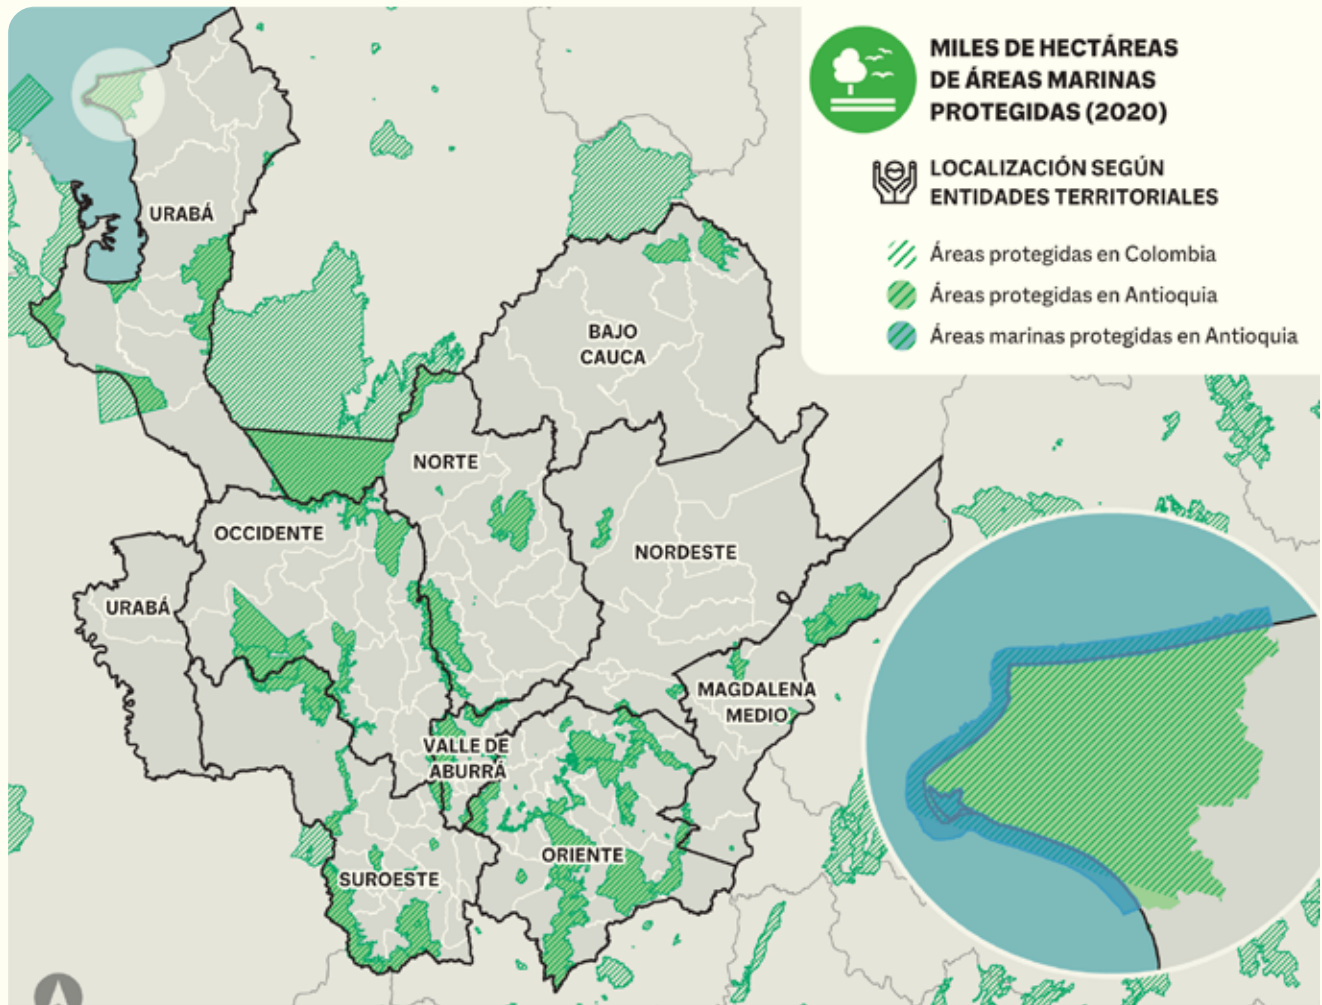 MILES DE HECTÁREAS
DE ÁREAS MARINAS
PROTEGIDAS (2020)
LOCALIZACIÓN SEGÚN
ENTIDADES TERRITORIALES
Áreas protegidas en Colombia
Áreas protegidas en Antioquia
Áreas marinas protegidas en Antioquia
URABÁ
BAJO
CAUCA
NORTE
OCCIDENTE
NORDESTE
URABÁ
MAGDALENA
MEDIO
VALLE DE
ABURRÁ
ORIENTE
SUROESTE